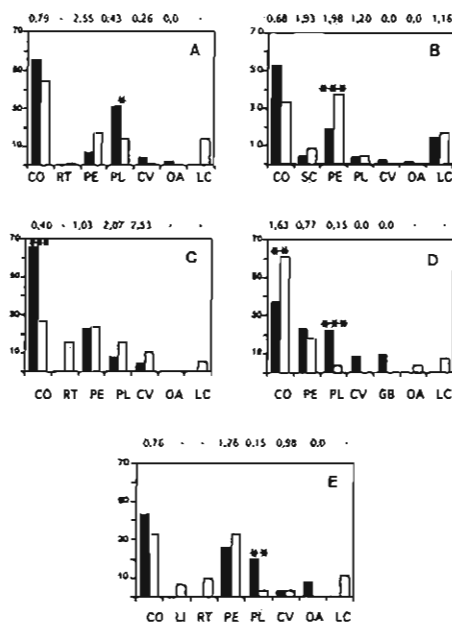 0,79 - 2,55 0,43 0,26 0,0 -
70
A
50
30
10
CO RT PE PL CV OA LC
0,68 1,93 1,98 1,20 0,0 0,0 1,16
70
B
50
30
10
CO SC PE PL CV OA LC
0,40 - 1,03 2,07 2,53 - -
70
C
50
30
10
CO RT PE PL CV OA LC
1,63 0,77 0,15 0,0 0,0 - -
70
D
50
30
10
CO PE PL CV GB OA LC
0,76 - - 1,26 0,15 0,98 0,0 -
70
E
50
30
10
CO LI RT PE PL CV OA LC